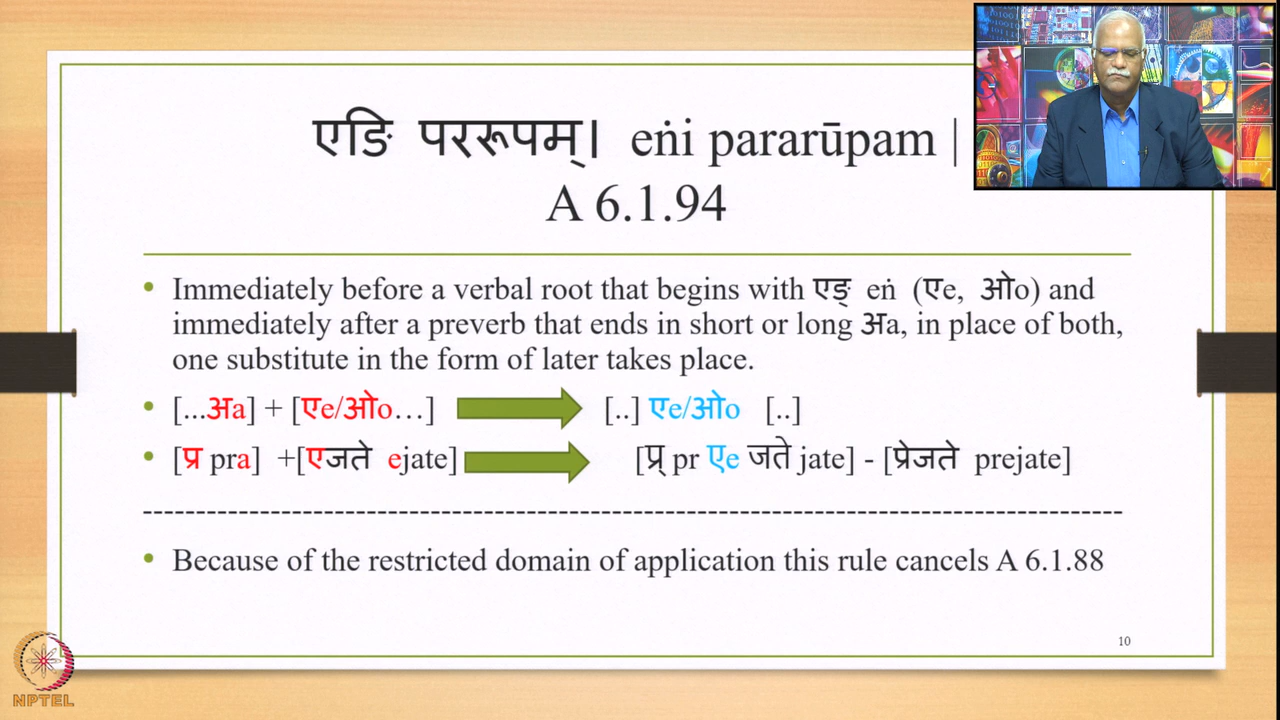 एङि पररूपम्। eṅi pararūpam |
A 6.1.94
• Immediately before a verbal root that begins with एङ् eṅ (एe, ओo) and
immediately after a preverb that ends in short or long अa, in place of both,
one substitute in the form of later takes place.
• [...अa] + [एe/ओo…] [..] एe/ओo [..]
• [प्र pra] +[एजते ejate] [प्र् pr एe जते jate] - [प्रेजते prejate]
--------------------------------------------------------------------------------
• Because of the restricted domain of application this rule cancels A 6.1.88
10
NPTEL